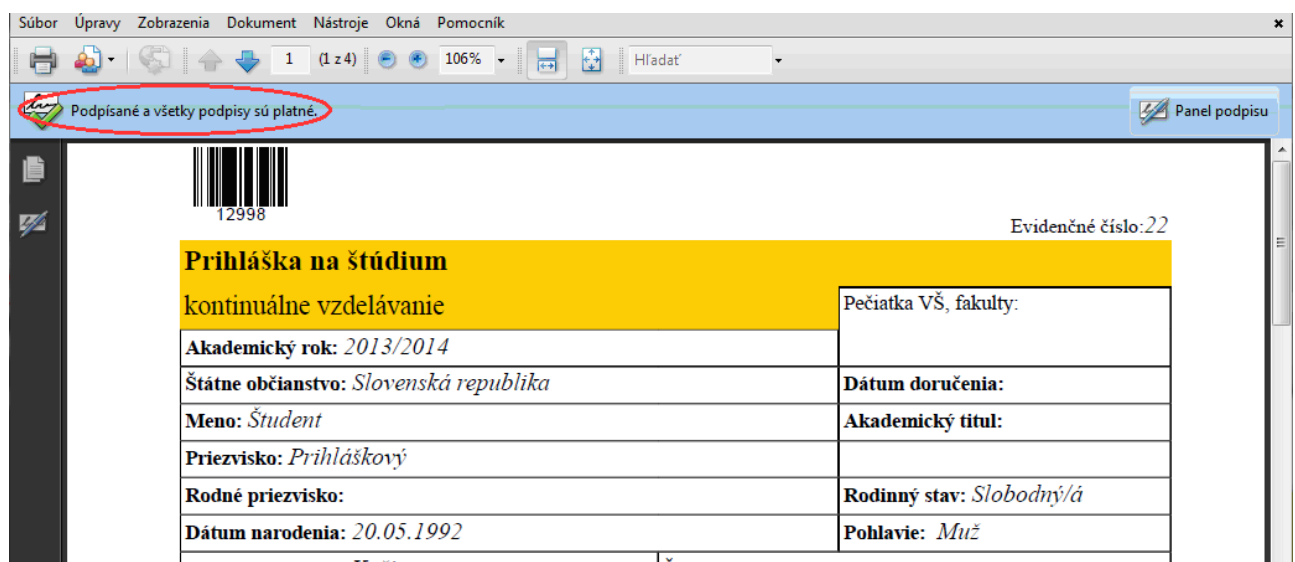 Súbor Úpravy Zobrazenia Dokument Nástroje Okná Pomocník
1 (1 z 4) 106% Hľadať
Podpísané a všetky podpisy sú platné. Panel podpisu
12998
Evidenčné číslo:22
Prihláška na štúdium
kontinuálne vzdelávanie
Pečiatka VŠ, fakulty:
Akademický rok: 2013/2014
Štátne občianstvo: Slovenská republika Dátum doručenia:
Meno: Študent Akademický titul:
Priezvisko: Prihláškový
Rodné priezvisko: Rodinný stav: Slobodný/á
Dátum narodenia: 20.05.1992 Pohlavie: Muž